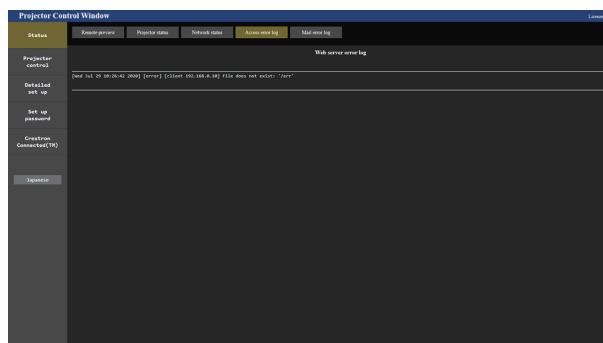 Projector Control Window
Status
Remote preview
Projector status
Network status
Access error log
Mail error log
Web server error log
[Wed Jul 29 10:26:42 2020] [error] [client 192.168.0.10] File does not exist: '/err'
Projector
control
Detailed
set up
Set up
password
Crestron
Connected(TM)
Japanese